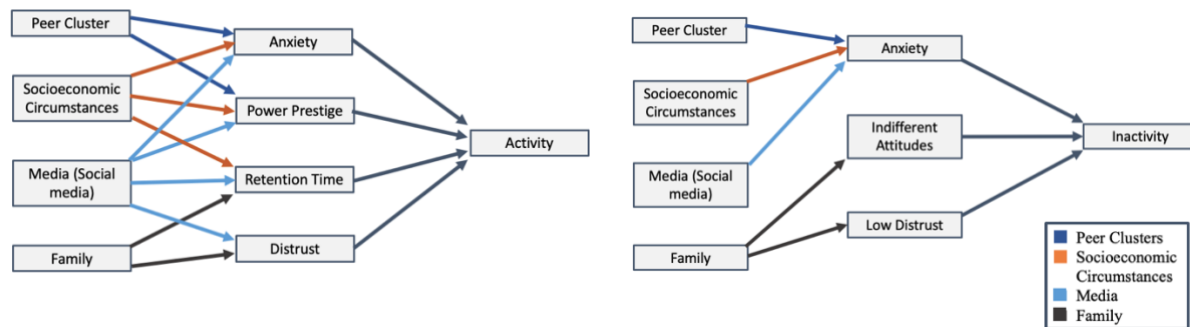 Peer Cluster
Anxiety
Socioeconomic
Circumstances
Power Prestige
Activity
Media (Social
media)
Retention Time
Family
Distrust
Peer Cluster
Anxiety
Socioeconomic
Circumstances
Indifferent
Attitudes
Inactivity
Media (Social
media)
Low Distrust
Family
Peer Clusters
Socioeconomic
Circumstances
Media
Family